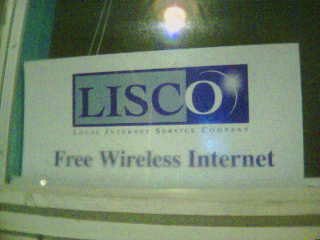 LISCO
LOCAL INTERNET SERVICE COMPANY
Free Wireless Internet